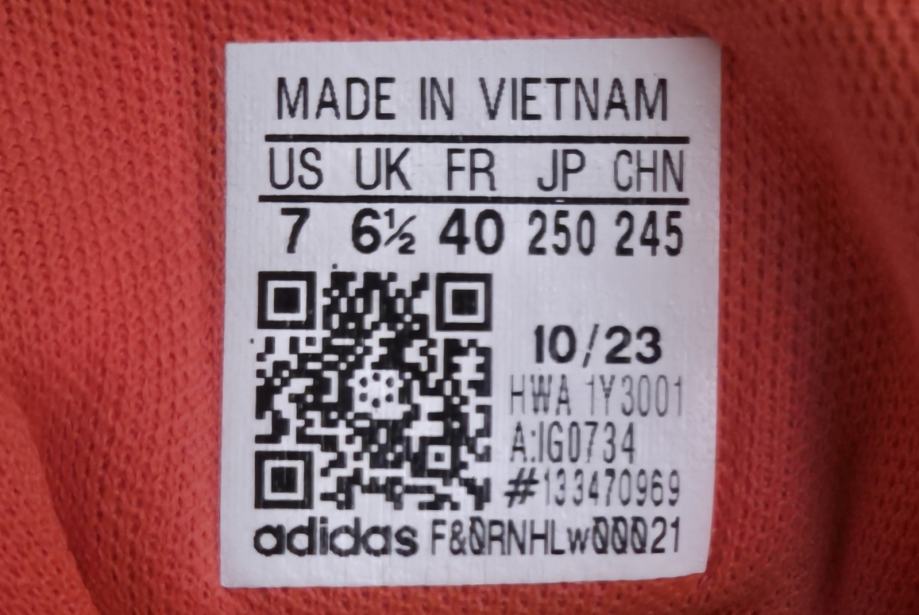 MADE IN VIETNAM
US UK FR JP CHN
7 6½ 40 250 245
10/23
HWA 1Y3001
A:IG0734
#133470969
adidas F&0RNHLw00021